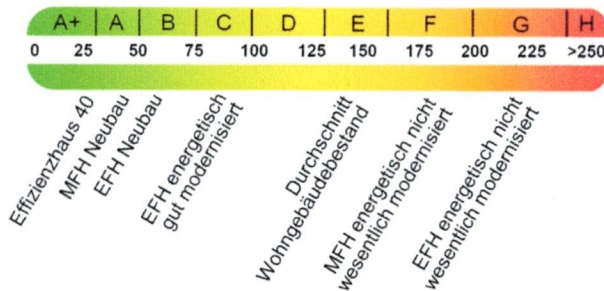 A+ A B C D E F G H
0 25 50 75 100 125 150 175 200 225 >250
Effizienzhaus 40
MFH Neubau
EFH Neubau
EFH energetisch
gut modernisiert
Durchschnitt
Wohngebäudebestand
MFH energetisch nicht
wesentlich modernisiert
EFH energetisch nicht
wesentlich modernisiert